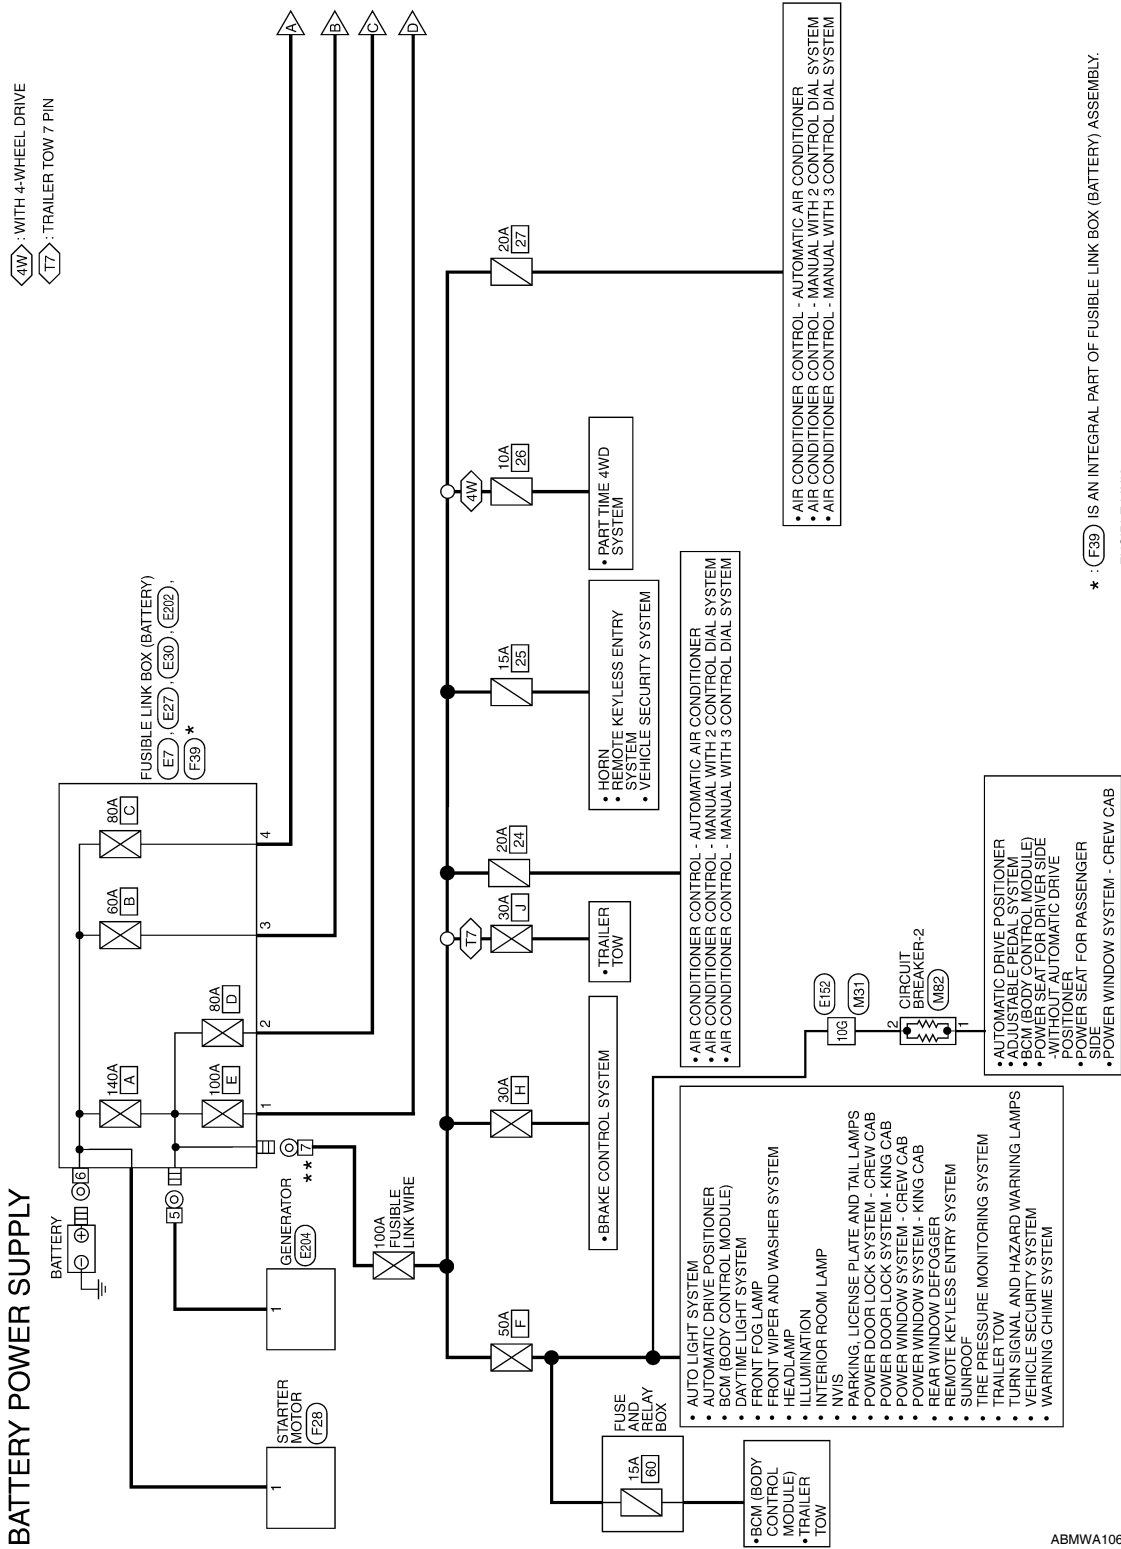 BATTERY POWER SUPPLY
4W : WITH 4-WHEEL DRIVE
T7 : TRAILER TOW 7 PIN
BATTERY
6
5
FUSIBLE LINK BOX (BATTERY)
E7 , E27 , E30 , E202 ,
F39 *
140A
A
60A
B
80A
C
100A
E
80A
D
1
2
3
4
A
B
C
D
STARTER
MOTOR
F28
1
GENERATOR
E204
1
7
**
100A
FUSIBLE
LINK WIRE
50A
F
30A
H
T7
30A
J
20A
24
15A
25
4W
10A
26
20A
27
FUSE
AND
RELAY
BOX
15A
60
• BCM (BODY
CONTROL
MODULE)
• TRAILER
TOW
• AUTO LIGHT SYSTEM
• AUTOMATIC DRIVE POSITIONER
• BCM (BODY CONTROL MODULE)
• DAYTIME LIGHT SYSTEM
• FRONT FOG LAMP
• FRONT WIPER AND WASHER SYSTEM
• HEADLAMP
• ILLUMINATION
• INTERIOR ROOM LAMP
• NVIS
• PARKING, LICENSE PLATE AND TAIL LAMPS
• POWER DOOR LOCK SYSTEM - CREW CAB
• POWER DOOR LOCK SYSTEM - KING CAB
• POWER WINDOW SYSTEM - CREW CAB
• POWER WINDOW SYSTEM - KING CAB
• REAR WINDOW DEFOGGER
• REMOTE KEYLESS ENTRY SYSTEM
• SUNROOF
• TIRE PRESSURE MONITORING SYSTEM
• TRAILER TOW
• TURN SIGNAL AND HAZARD WARNING LAMPS
• VEHICLE SECURITY SYSTEM
• WARNING CHIME SYSTEM
• BRAKE CONTROL SYSTEM
• TRAILER
TOW
• AIR CONDITIONER CONTROL - AUTOMATIC AIR CONDITIONER
• AIR CONDITIONER CONTROL - MANUAL WITH 2 CONTROL DIAL SYSTEM
• AIR CONDITIONER CONTROL - MANUAL WITH 3 CONTROL DIAL SYSTEM
• HORN
• REMOTE KEYLESS ENTRY
SYSTEM
• VEHICLE SECURITY SYSTEM
• PART TIME 4WD
SYSTEM
• AIR CONDITIONER CONTROL - AUTOMATIC AIR CONDITIONER
• AIR CONDITIONER CONTROL - MANUAL WITH 2 CONTROL DIAL SYSTEM
• AIR CONDITIONER CONTROL - MANUAL WITH 3 CONTROL DIAL SYSTEM
10G
E152
M31
2
CIRCUIT
BREAKER-2
M82
1
• AUTOMATIC DRIVE POSITIONER
• ADJUSTABLE PEDAL SYSTEM
• BCM (BODY CONTROL MODULE)
• POWER SEAT FOR DRIVER SIDE
-WITHOUT AUTOMATIC DRIVE
POSITIONER
• POWER SEAT FOR PASSENGER
SIDE
• POWER WINDOW SYSTEM - CREW CAB
* : F39 IS AN INTEGRAL PART OF FUSIBLE LINK BOX (BATTERY) ASSEMBLY.
ABMWA106